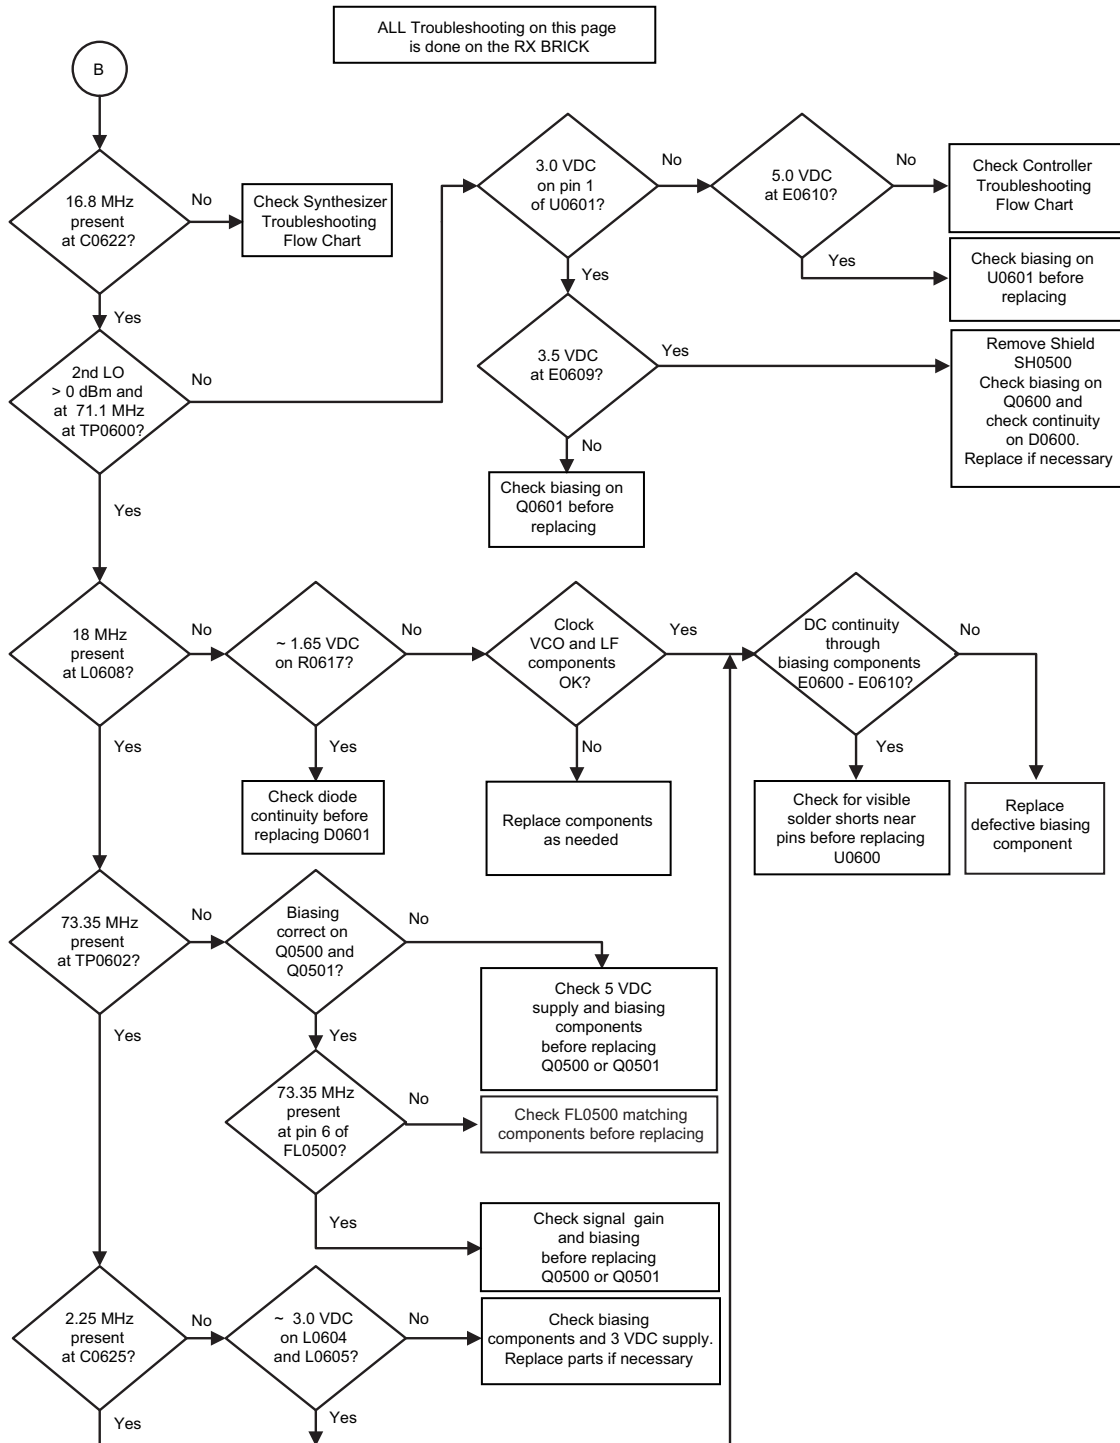 ALL Troubleshooting on this page
is done on the RX BRICK
B
16.8 MHz
present
at C0622?
No
Check Synthesizer
Troubleshooting
Flow Chart
Yes
3.0 VDC
on pin 1
of U0601?
No
5.0 VDC
at E0610?
No
Check Controller
Troubleshooting
Flow Chart
Yes
Check biasing on
U0601 before
replacing
Yes
2nd LO
> 0 dBm and
at 71.1 MHz
at TP0600?
No
3.5 VDC
at E0609?
Yes
Remove Shield
SH0500
Check biasing on
Q0600 and
check continuity
on D0600.
Replace if necessary
No
Check biasing on
Q0601 before
replacing
Yes
18 MHz
present
at L0608?
No
~ 1.65 VDC
on R0617?
No
Clock
VCO and LF
components
OK?
Yes
DC continuity
through
biasing components
E0600 - E0610?
No
Yes
Yes
No
Yes
Check diode
continuity before
replacing D0601
Replace components
as needed
Check for visible
solder shorts near
pins before replacing
U0600
Replace
defective biasing
component
73.35 MHz
present
at TP0602?
No
Biasing
correct on
Q0500 and
Q0501?
No
Check 5 VDC
supply and biasing
components
before replacing
Q0500 or Q0501
Yes
Yes
73.35 MHz
present
at pin 6 of
FL0500?
No
Check FL0500 matching
components before replacing
Yes
Check signal gain
and biasing
before replacing
Q0500 or Q0501
2.25 MHz
present
at C0625?
No
~ 3.0 VDC
on L0604
and L0605?
No
Check biasing
components and 3 VDC supply.
Replace parts if necessary
Yes
Yes